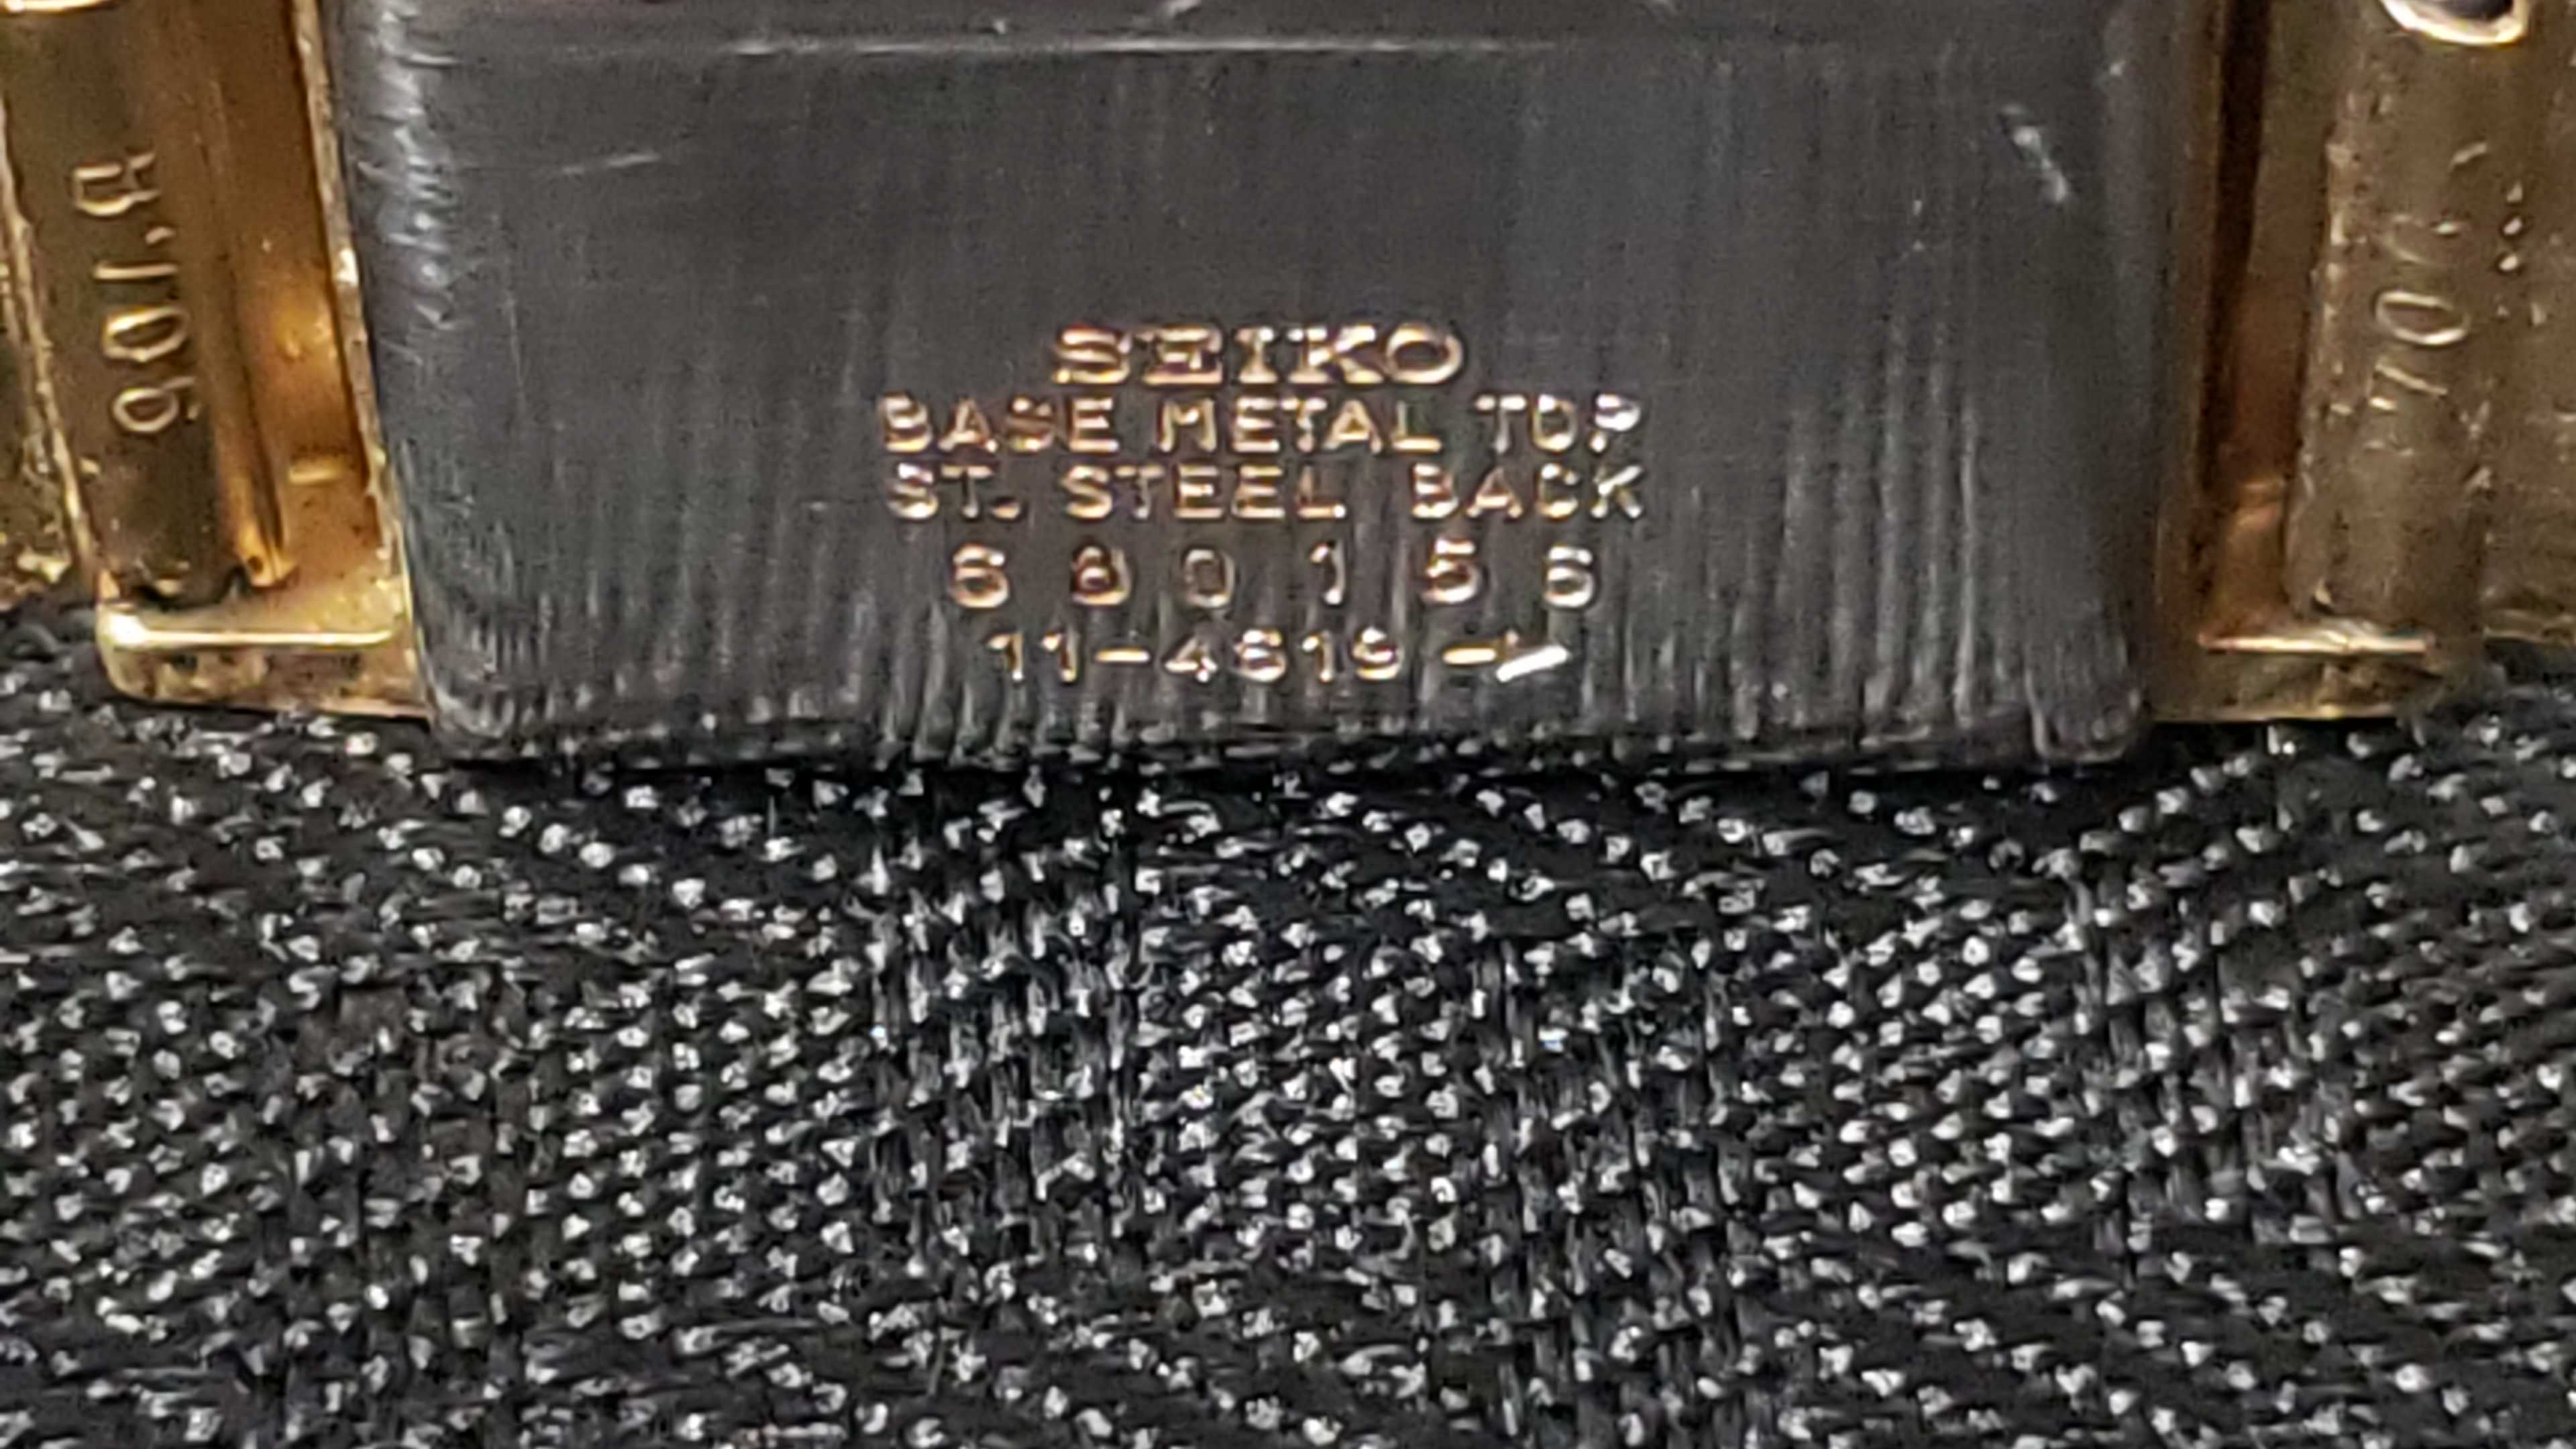 SEIKO
BASE METAL TOP
ST. STEEL BACK
680156
11-4619